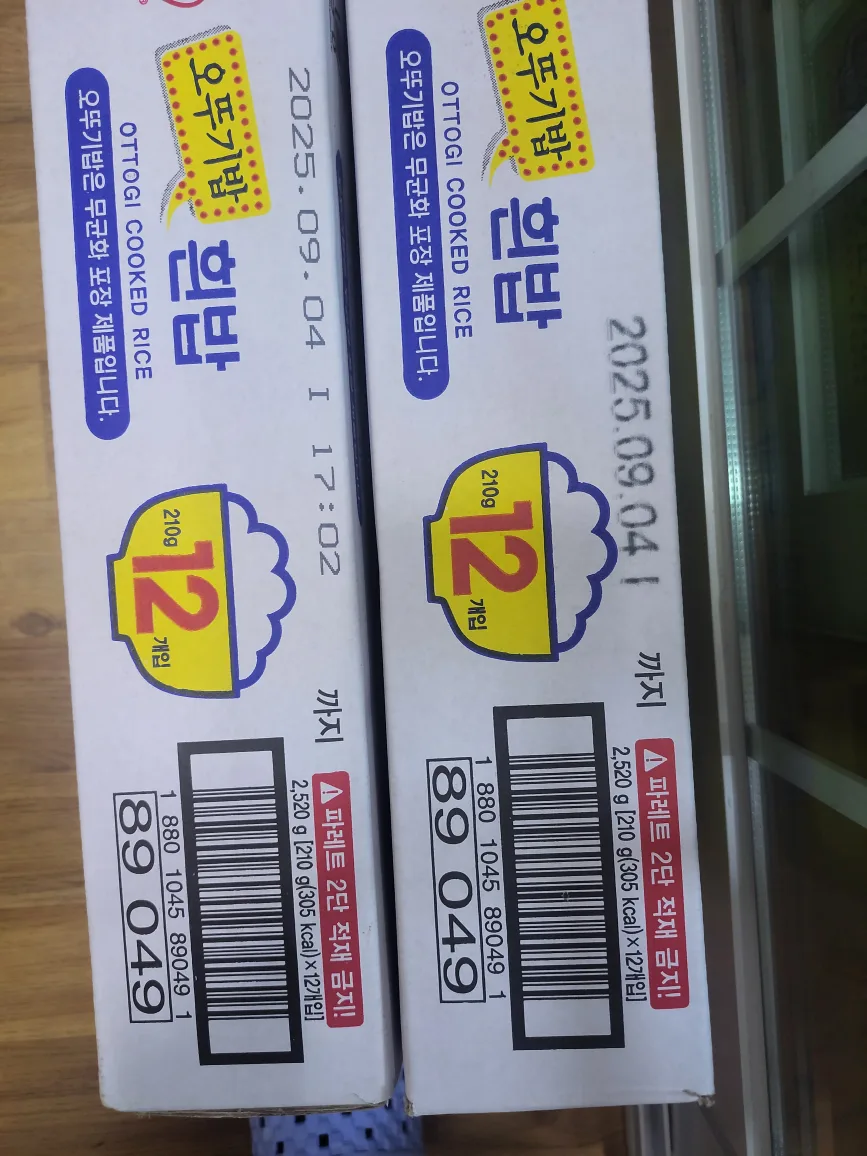 오뚜기밥
흰밥
OTTOGI COOKED RICE
오뚜기밥은 무균화 포장 제품입니다.
2025.09.04 I 17:02
까지
210g
12
개입
⚠ 파레트 2단 적재 금지!
2,520 g [210 g(305 kcal)×12개입]
1 880 1045 89049 1
89 049
오뚜기밥
흰밥
OTTOGI COOKED RICE
오뚜기밥은 무균화 포장 제품입니다.
2025.09.04 I
까지
210g
12
개입
⚠ 파레트 2단 적재 금지!
2,520 g [210 g(305 kcal)×12개입]
1 880 1045 89049 1
89 049